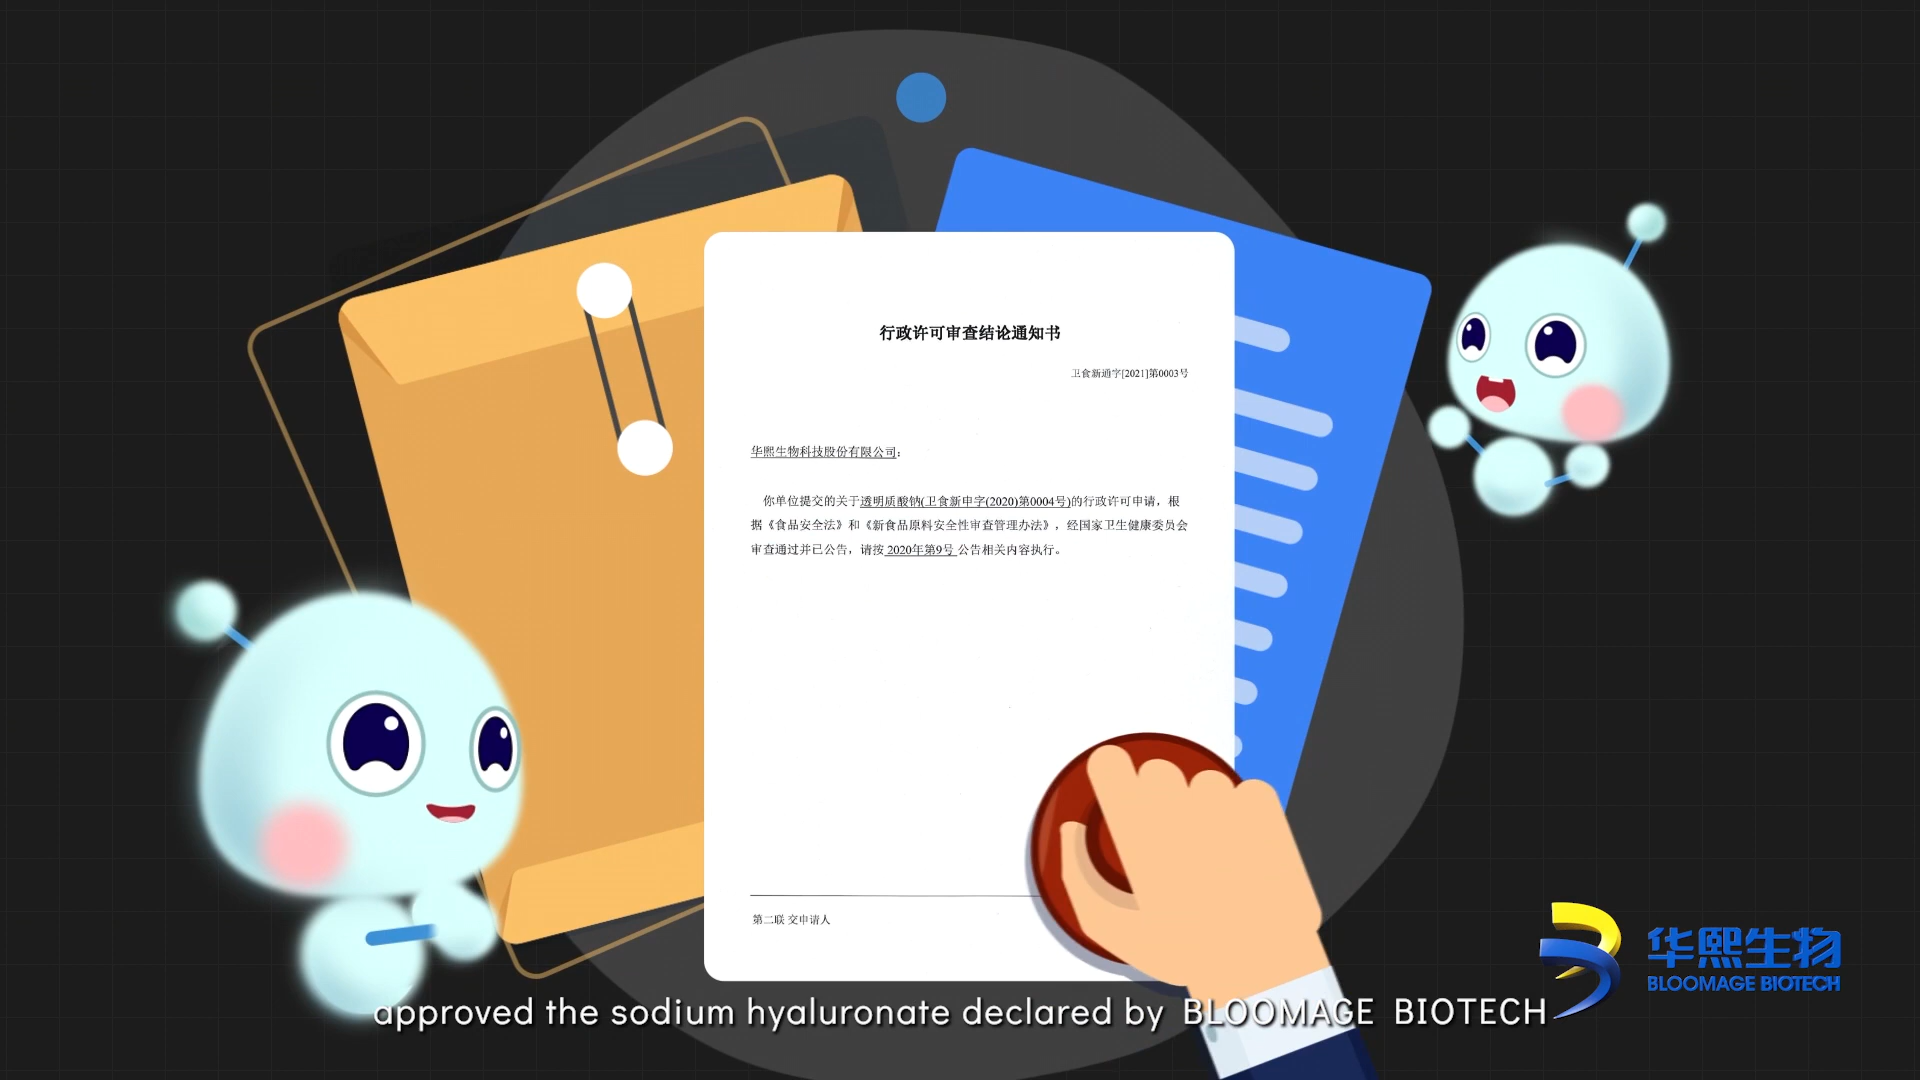 行政许可审查结论通知书
卫食新通字[2021]第0003号
华熙生物科技股份有限公司：
你单位提交的关于透明质酸钠(卫食新申字(2020)第0004号)的行政许可申请，根
据《食品安全法》和《新食品原料安全性审查管理办法》，经国家卫生健康委员会
审查通过并已公告，请按 2020年第9号 公告相关内容执行。
第二联 交申请人
华熙生物
BLOOMAGE BIOTECH
approved the sodium hyaluronate declared by BLOOMAGE BIOTECH